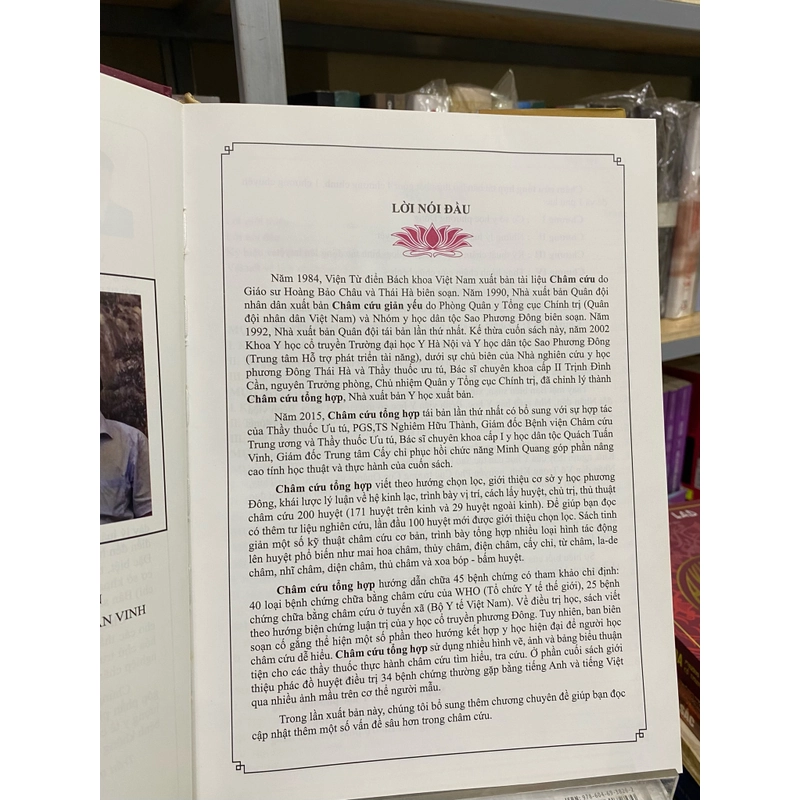 LỜI NÓI ĐẦU
Năm 1984, Viện Từ điển Bách khoa Việt Nam xuất bản tài liệu Châm cứu do
Giáo sư Hoàng Bảo Châu và Thái Hà biên soạn. Năm 1990, Nhà xuất bản Quân đội
nhân dân xuất bản Châm cứu giản yếu do Phòng Quân y Tổng cục Chính trị (Quân
đội nhân dân Việt Nam) và Nhóm y học dân tộc Sao Phương Đông biên soạn. Năm
1992, Nhà xuất bản Quân đội tái bản lần thứ nhất. Kế thừa cuốn sách này, năm 2002
Khoa Y học cổ truyền Trường đại học Y Hà Nội và Y học dân tộc Sao Phương Đông
(Trung tâm Hỗ trợ phát triển tài năng), dưới sự chủ biên của Nhà nghiên cứu y học
phương Đông Thái Hà và Thầy thuốc ưu tú, Bác sĩ chuyên khoa cấp II Trịnh Đình
Cần, nguyên Trưởng phòng, Chủ nhiệm Quân y Tổng cục Chính trị, đã chỉnh lý thành
Châm cứu tổng hợp, Nhà xuất bản Y học xuất bản.
Năm 2015, Châm cứu tổng hợp tái bản lần thứ nhất có bổ sung với sự hợp tác
của Thầy thuốc Ưu tú, PGS,TS Nghiêm Hữu Thành, Giám đốc Bệnh viện Châm cứu
Trung ương và Thầy thuốc Ưu tú, Bác sĩ chuyên khoa cấp I y học dân tộc Quách Tuấn
Vinh, Giám đốc Trung tâm Cấy chỉ phục hồi chức năng Minh Quang góp phần nâng
cao tính học thuật và thực hành của cuốn sách.
Châm cứu tổng hợp viết theo hướng chọn lọc, giới thiệu cơ sở y học phương
Đông, khái lược lý luận về hệ kinh lạc, trình bày vị trí, cách lấy huyệt, chủ trị, thủ thuật
châm cứu 200 huyệt (171 huyệt trên kinh và 29 huyệt ngoài kinh). Để giúp bạn đọc
có thêm tư liệu nghiên cứu, lần đầu 100 huyệt mới được giới thiệu chọn lọc. Sách tinh
giản một số kỹ thuật châm cứu cơ bản, trình bày tổng hợp nhiều loại hình tác động
lên huyệt phổ biến như mai hoa châm, thủy châm, điện châm, cấy chỉ, từ châm, la-de
châm, nhĩ châm, diện châm, thủ châm và xoa bóp - bấm huyệt.
Châm cứu tổng hợp hướng dẫn chữa 45 bệnh chứng có tham khảo chỉ định:
40 loại bệnh chứng chữa bằng châm cứu của WHO (Tổ chức Y tế thế giới), 25 bệnh
chứng chữa bằng châm cứu ở tuyến xã (Bộ Y tế Việt Nam). Về điều trị học, sách viết
theo hướng biện chứng luận trị của y học cổ truyền phương Đông. Tuy nhiên, ban biên
soạn cố gắng thể hiện một số phần theo hướng kết hợp y học hiện đại để người học
châm cứu dễ hiểu. Châm cứu tổng hợp sử dụng nhiều hình vẽ, ảnh và bảng biểu thuận
tiện cho các thầy thuốc thực hành châm cứu tìm hiểu, tra cứu. Ở phần cuối sách giới
thiệu phác đồ huyệt điều trị 34 bệnh chứng thường gặp bằng tiếng Anh và tiếng Việt
qua nhiều ảnh mẫu trên cơ thể người mẫu.
Trong lần xuất bản này, chúng tôi bổ sung thêm chương chuyên đề giúp bạn đọc
cập nhật thêm một số vấn đề sâu hơn trong châm cứu.
VINH